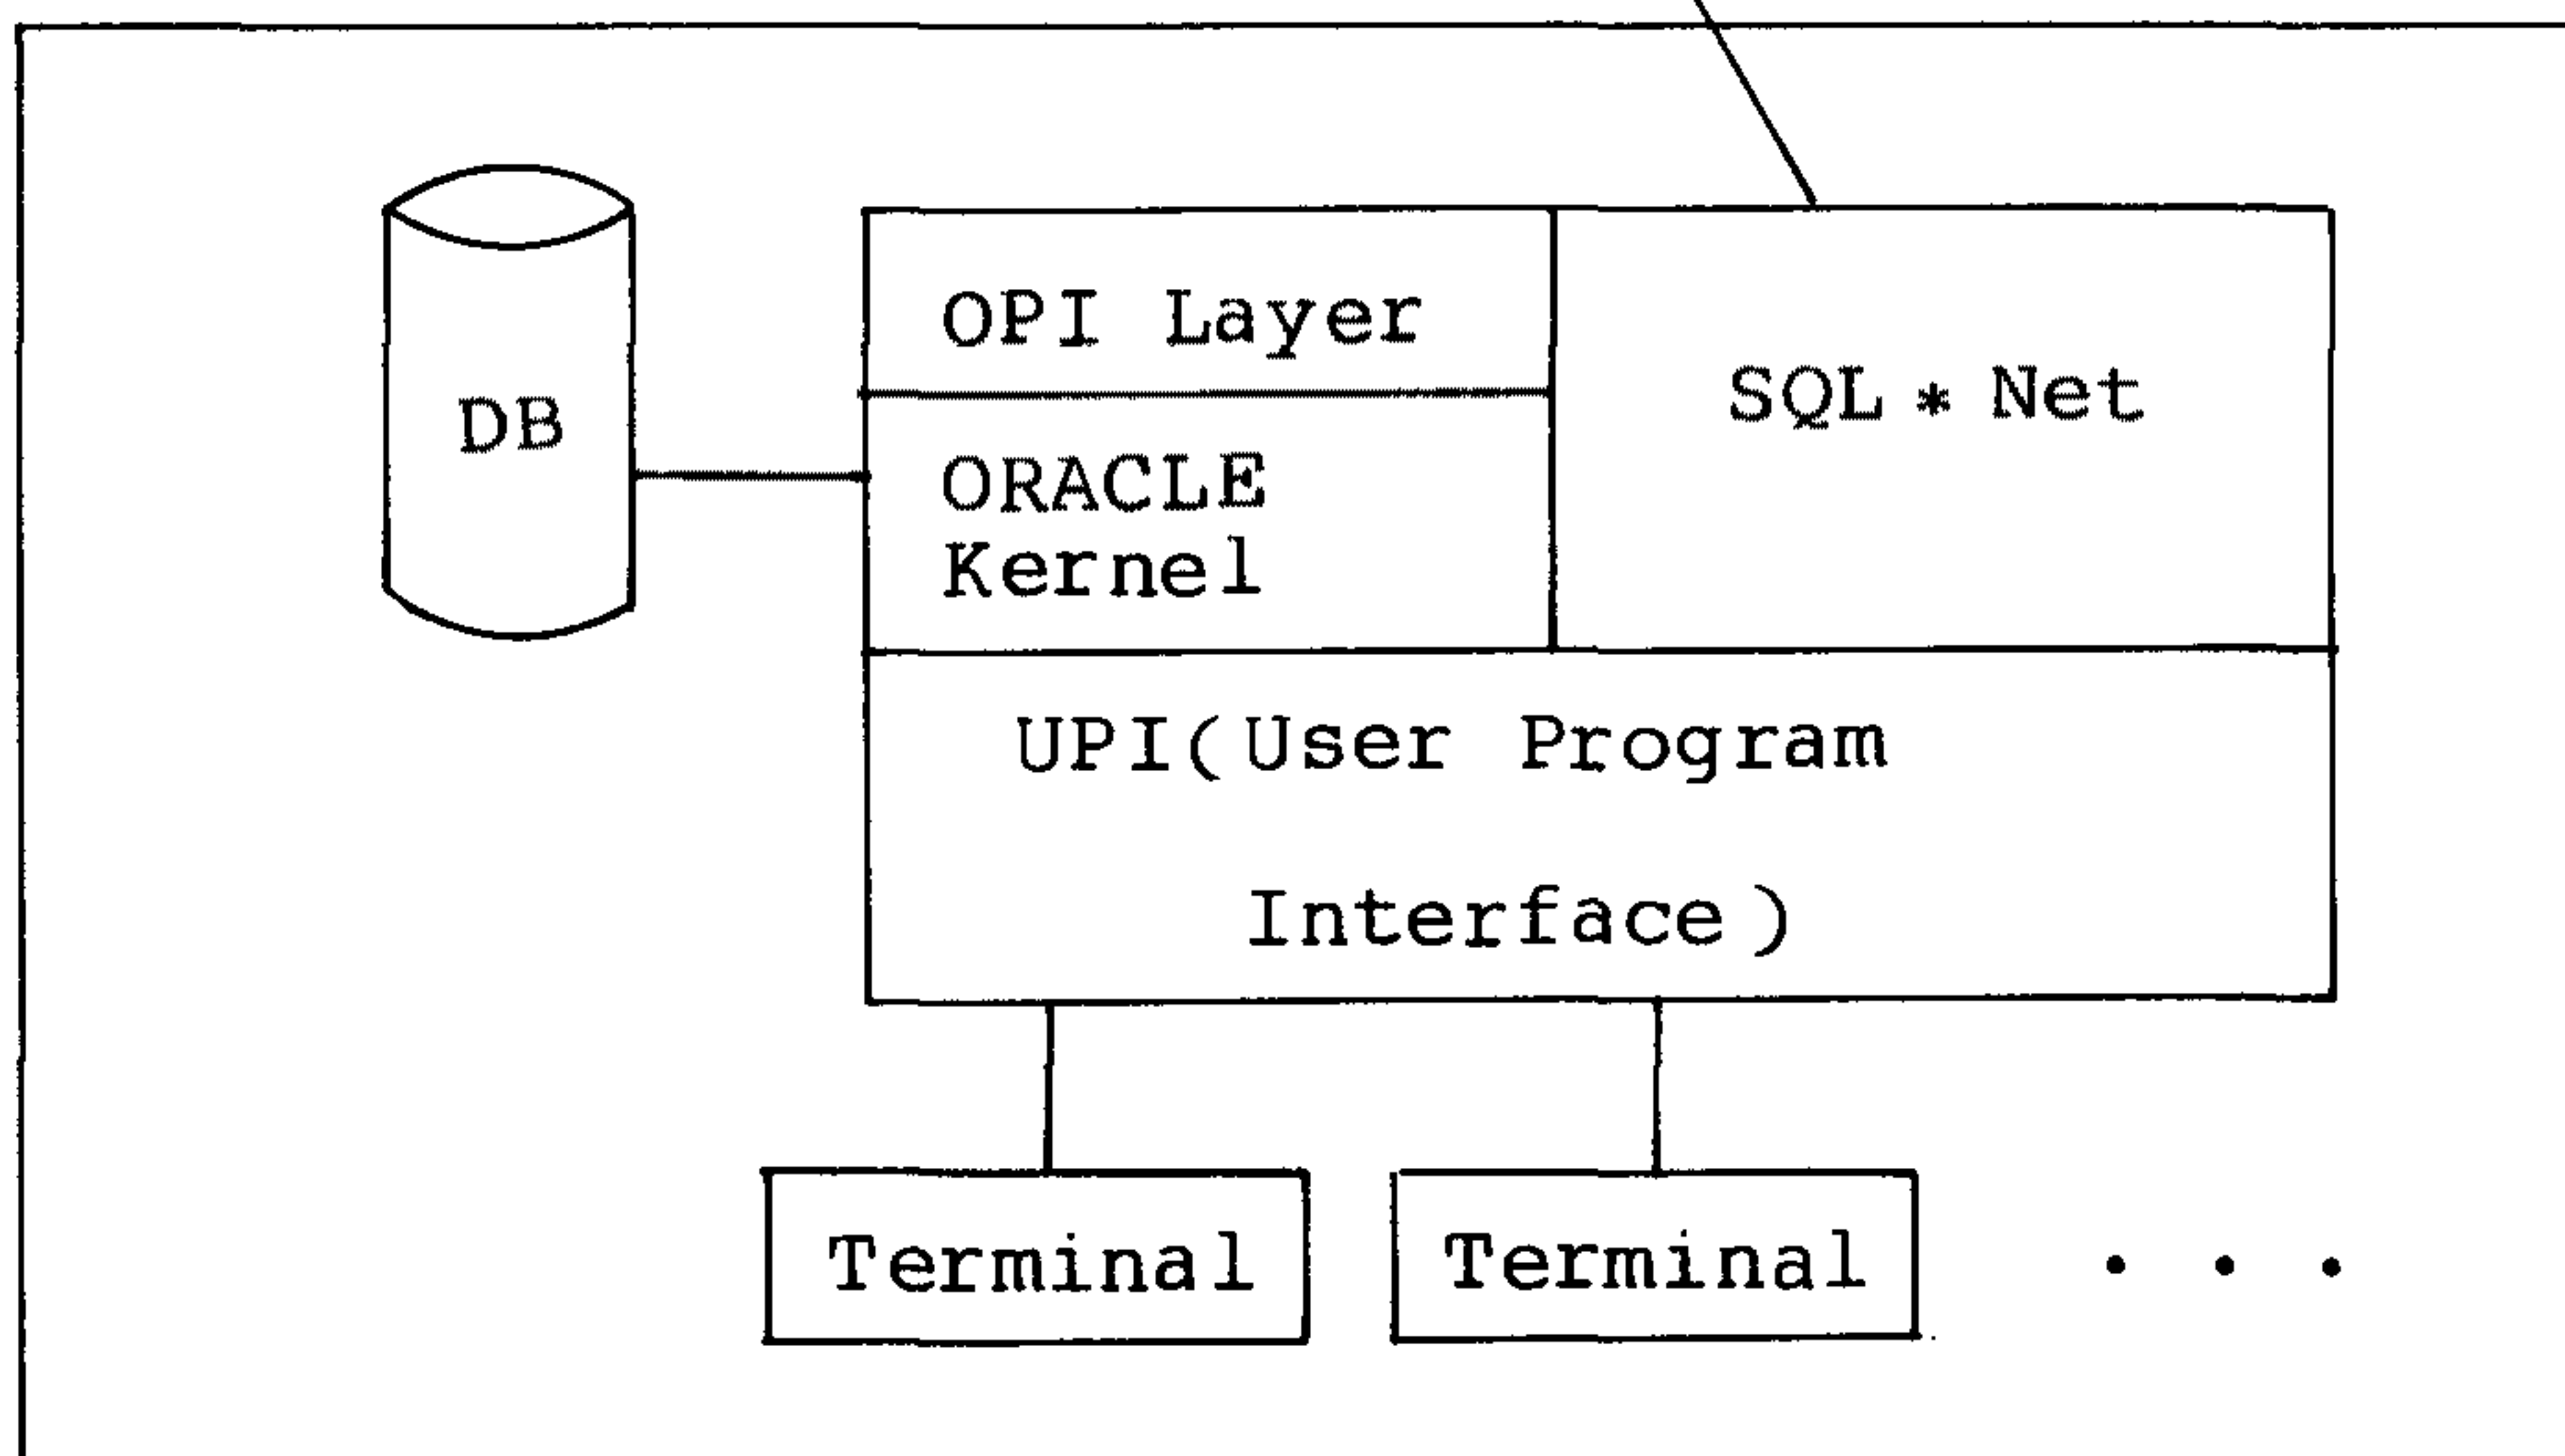 OPI Layer
SQL * Net
DB
ORACLE
Kernel
UPI(User Program
Interface)
Terminal
Terminal
. . .